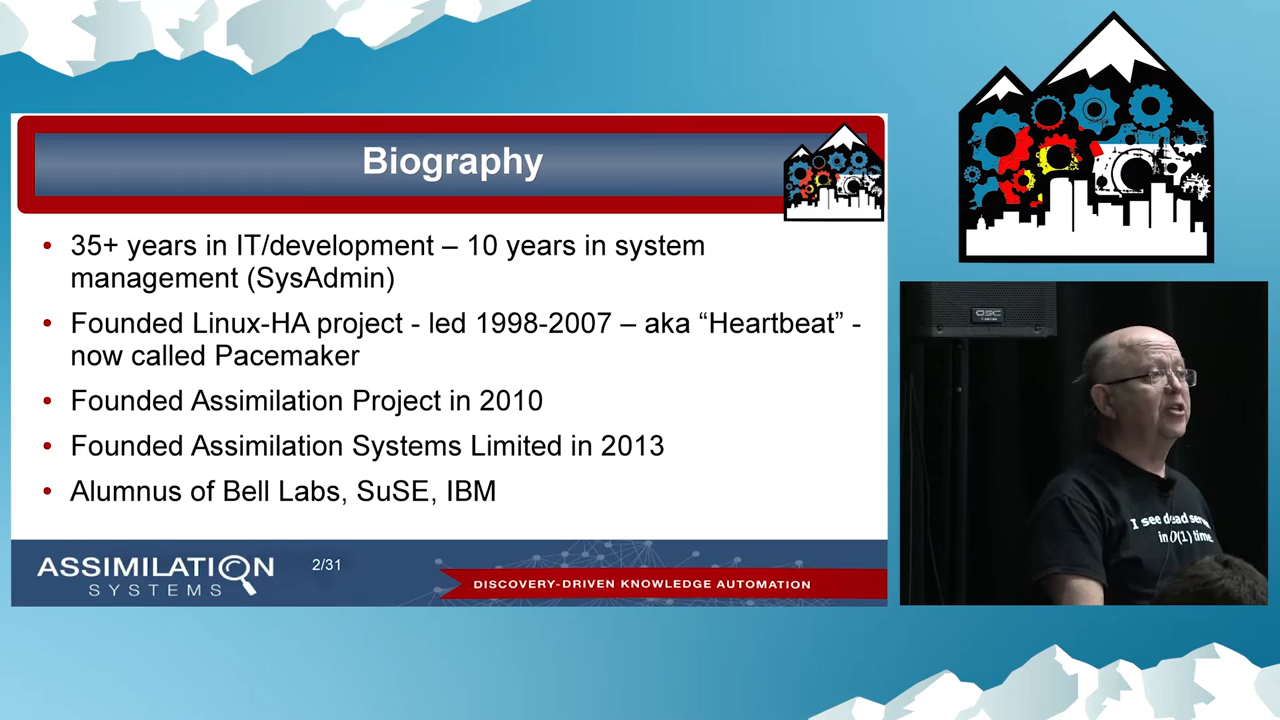 Biography
• 35+ years in IT/development – 10 years in system
management (SysAdmin)
• Founded Linux-HA project - led 1998-2007 – aka “Heartbeat” -
now called Pacemaker
• Founded Assimilation Project in 2010
• Founded Assimilation Systems Limited in 2013
• Alumnus of Bell Labs, SuSE, IBM
ASSIMILATION
SYSTEMS
2/31
DISCOVERY-DRIVEN KNOWLEDGE AUTOMATION
QSC
I see dead
in O(1) time